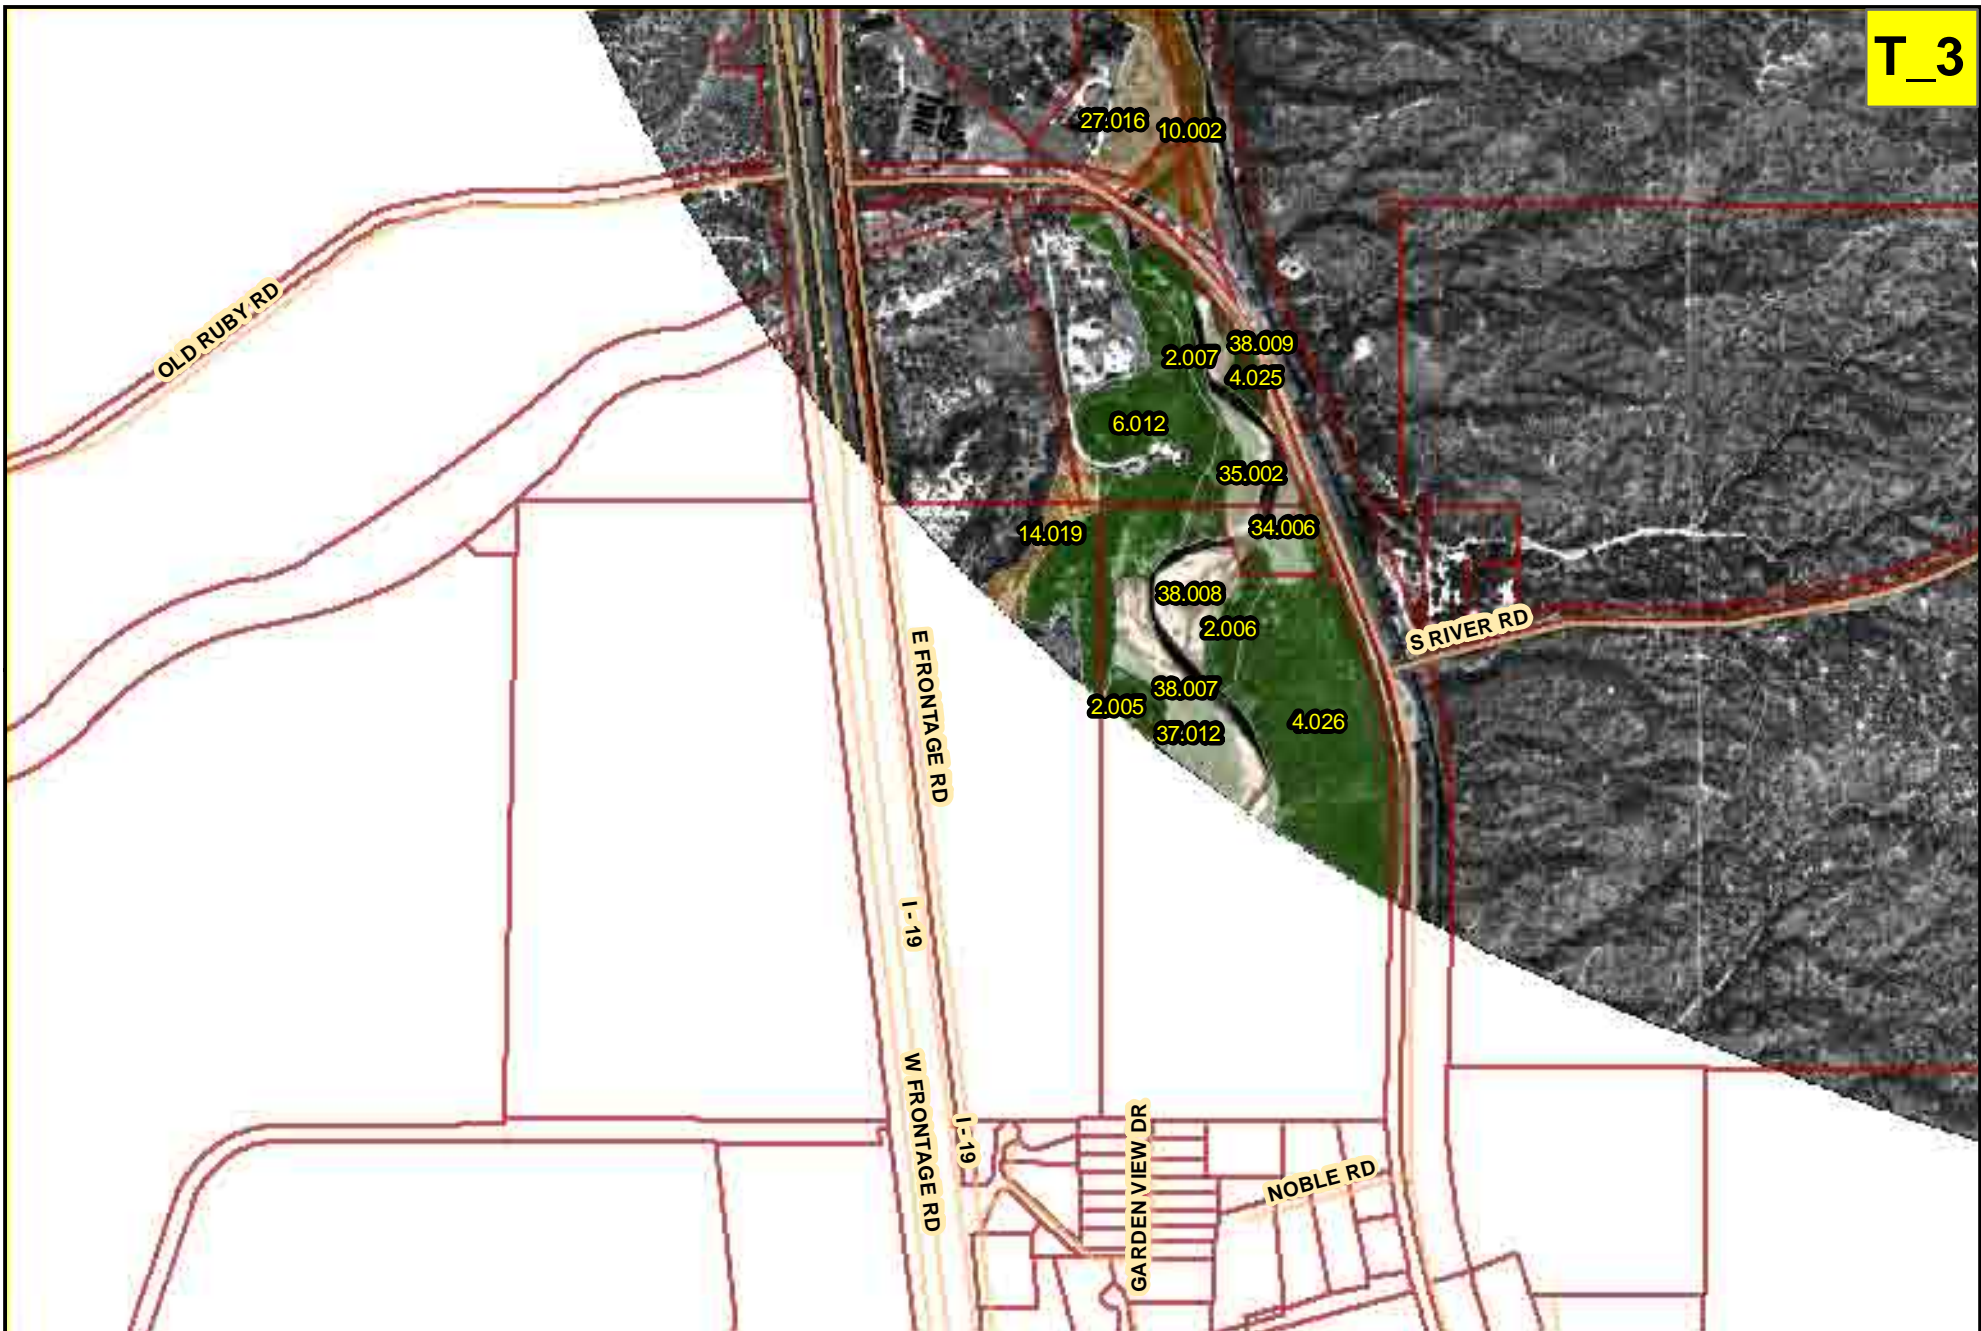 T_3
27.016
10.002
OLD RUBY RD
38.009
2.007
4.025
6.012
35.002
34.006
14.019
38.008
2.006
S RIVER RD
E FRONTAGE RD
38.007
2.005
4.026
37.012
I - 19
W FRONTAGE RD
I - 19
GARDEN VIEW DR
NOBLE RD